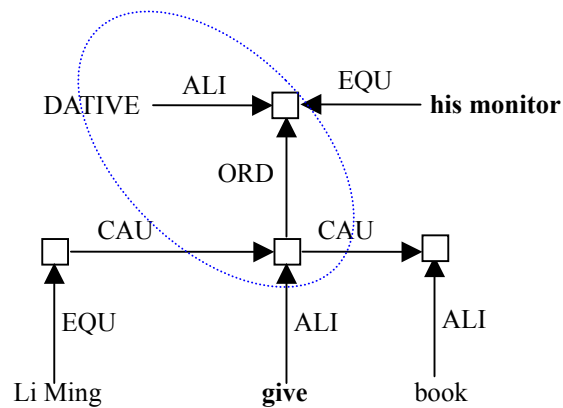 ALI EQU
DATIVE his monitor
ORD
CAU CAU
EQU ALI ALI
Li Ming give book